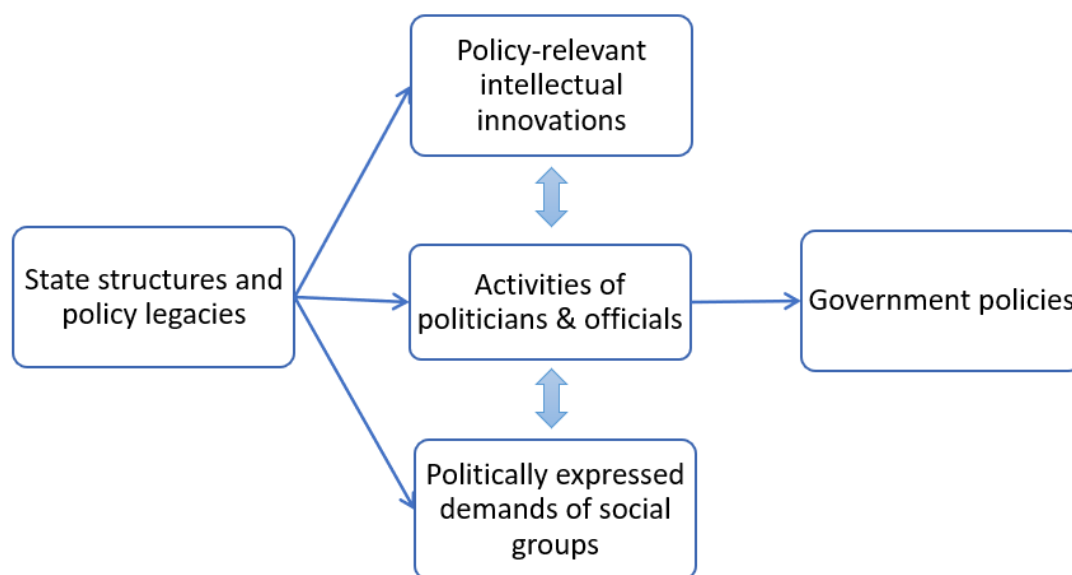 Policy-relevant
intellectual
innovations
State structures and
policy legacies
Activities of
politicians & officials
Government policies
Politically expressed
demands of social
groups